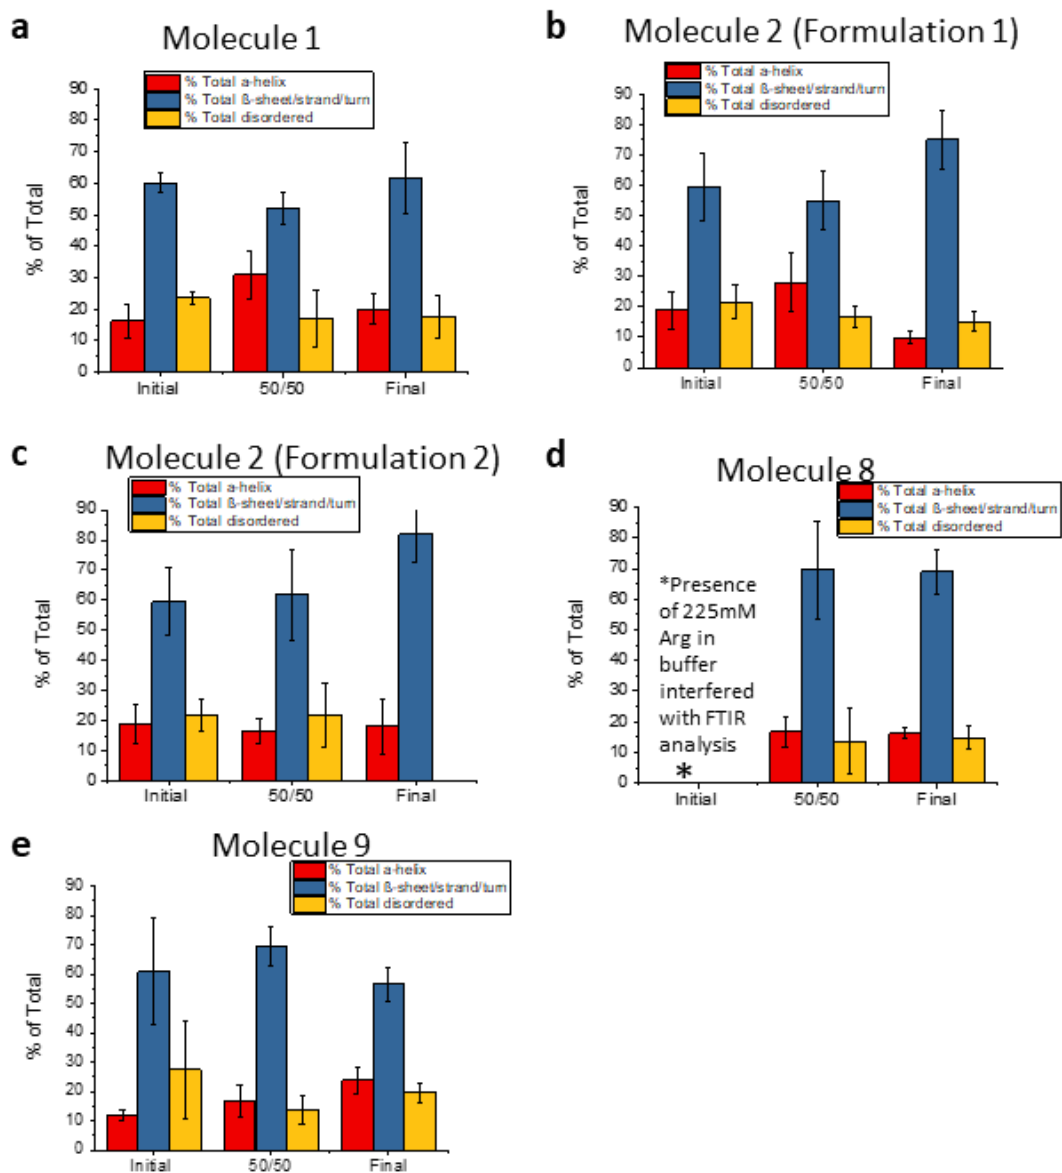 a
Molecule 1
% Total a-helix
% Total ß-sheet/strand/turn
% Total disordered
90
80
70
60
50
40
30
20
10
0
% of Total
Initial
50/50
Final
b
Molecule 2 (Formulation 1)
% Total a-helix
% Total ß-sheet/strand/turn
% Total disordered
90
80
70
60
50
40
30
20
10
0
% of Total
Initial
50/50
Final
c
Molecule 2 (Formulation 2)
% Total a-helix
% Total ß-sheet/strand/turn
% Total disordered
90
80
70
60
50
40
30
20
10
0
% of Total
Initial
50/50
Final
d
Molecule 8
% Total a-helix
% Total ß-sheet/strand/turn
% Total disordered
90
80
70
60
50
40
30
20
10
0
% of Total
*Presence
of 225mM
Arg in
buffer
interfered
with FTIR
analysis
*
Initial
50/50
Final
e
Molecule 9
% Total a-helix
% Total ß-sheet/strand/turn
% Total disordered
90
80
70
60
50
40
30
20
10
0
% of Total
Initial
50/50
Final